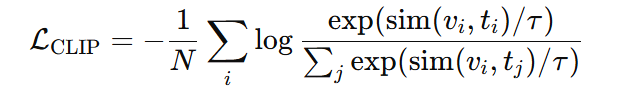 \mathcal{L}_{\text{CLIP}} = -\frac{1}{N} \sum_{i} \log \frac{\exp(\text{sim}(v_i, t_i)/\tau)}{\sum_{j} \exp(\text{sim}(v_i, t_j)/\tau)}